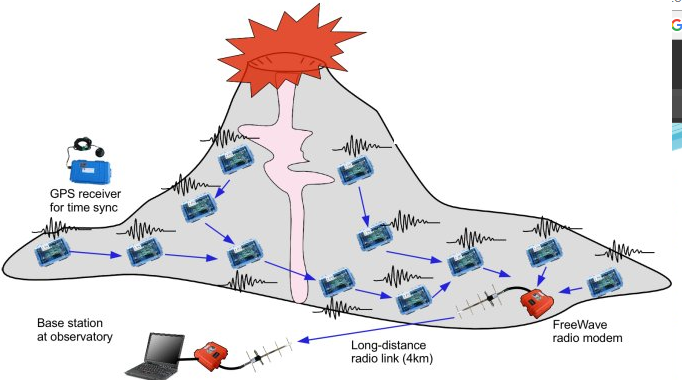 GPS receiver
for time sync
Base station
at observatory
Long-distance
radio link (4km)
FreeWave
radio modem